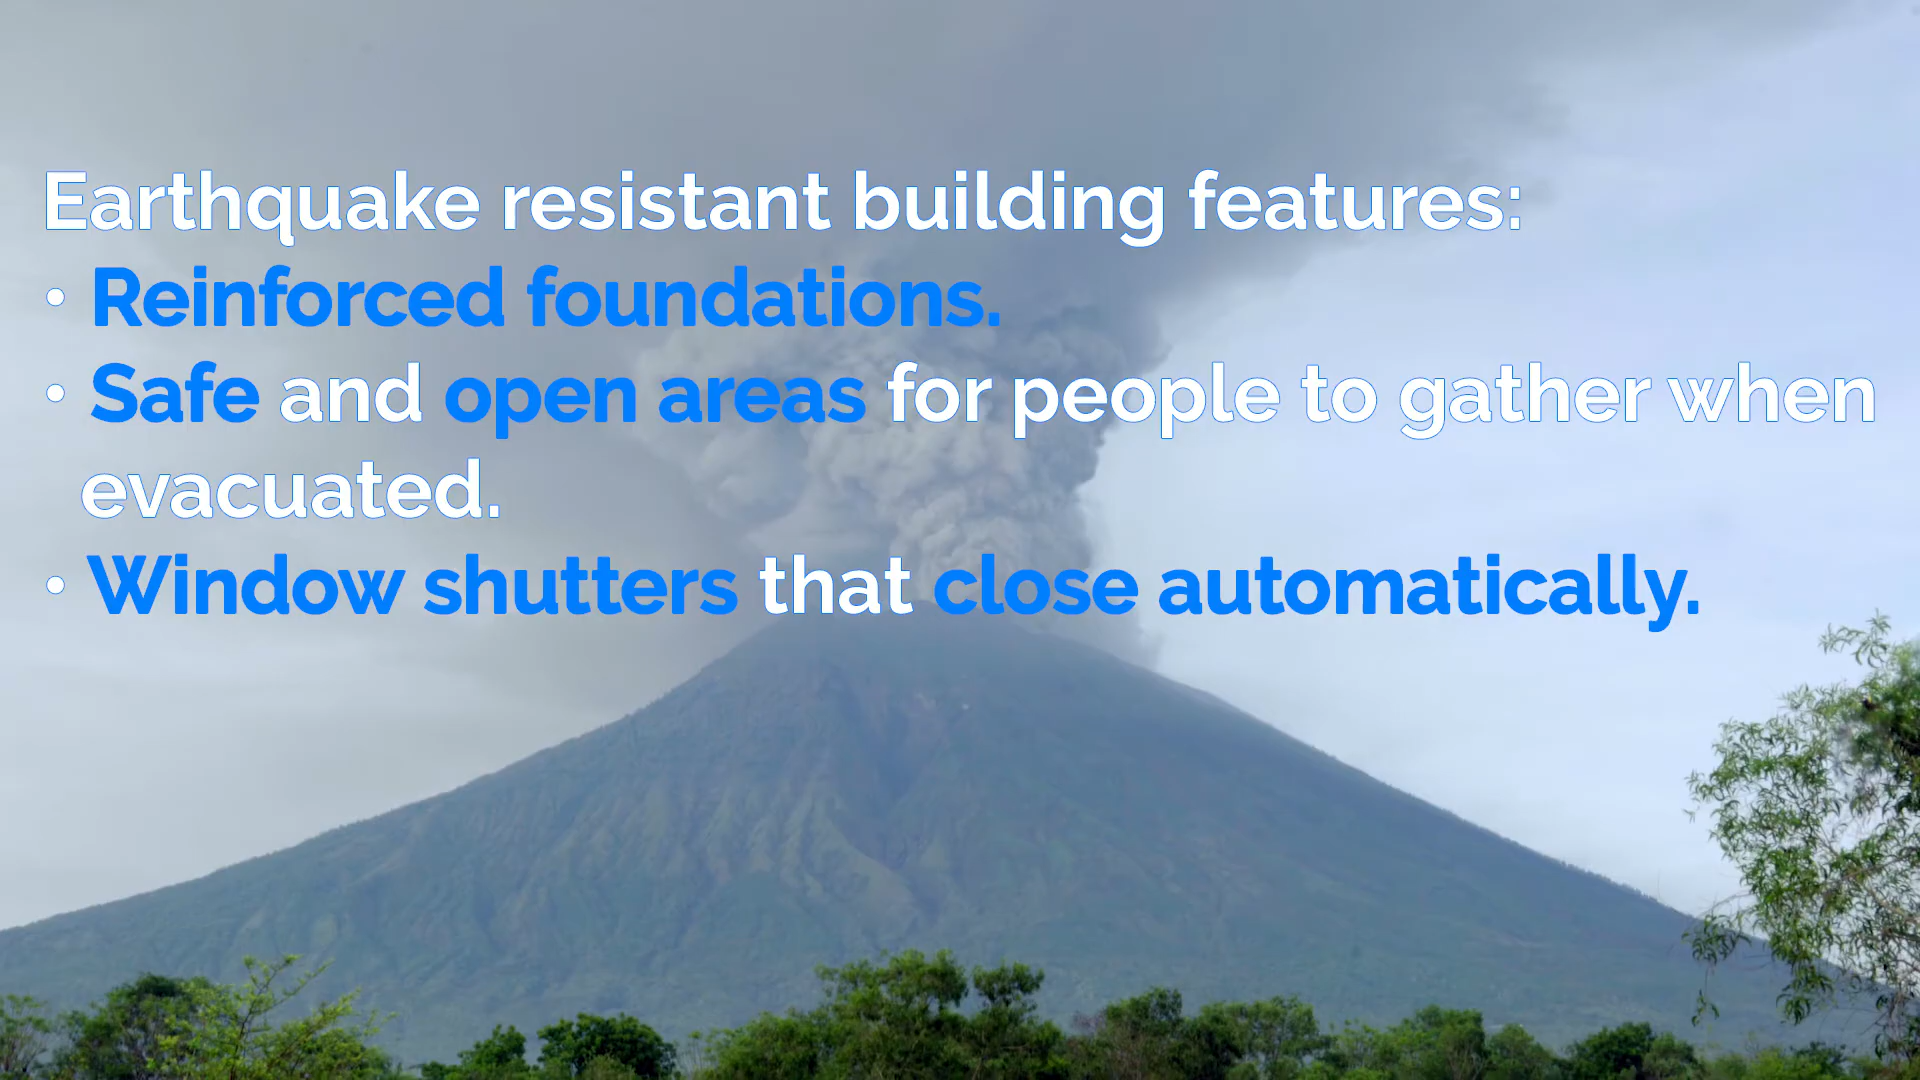 Earthquake resistant building features:
• Reinforced foundations.
• Safe and open areas for people to gather when
evacuated.
• Window shutters that close automatically.